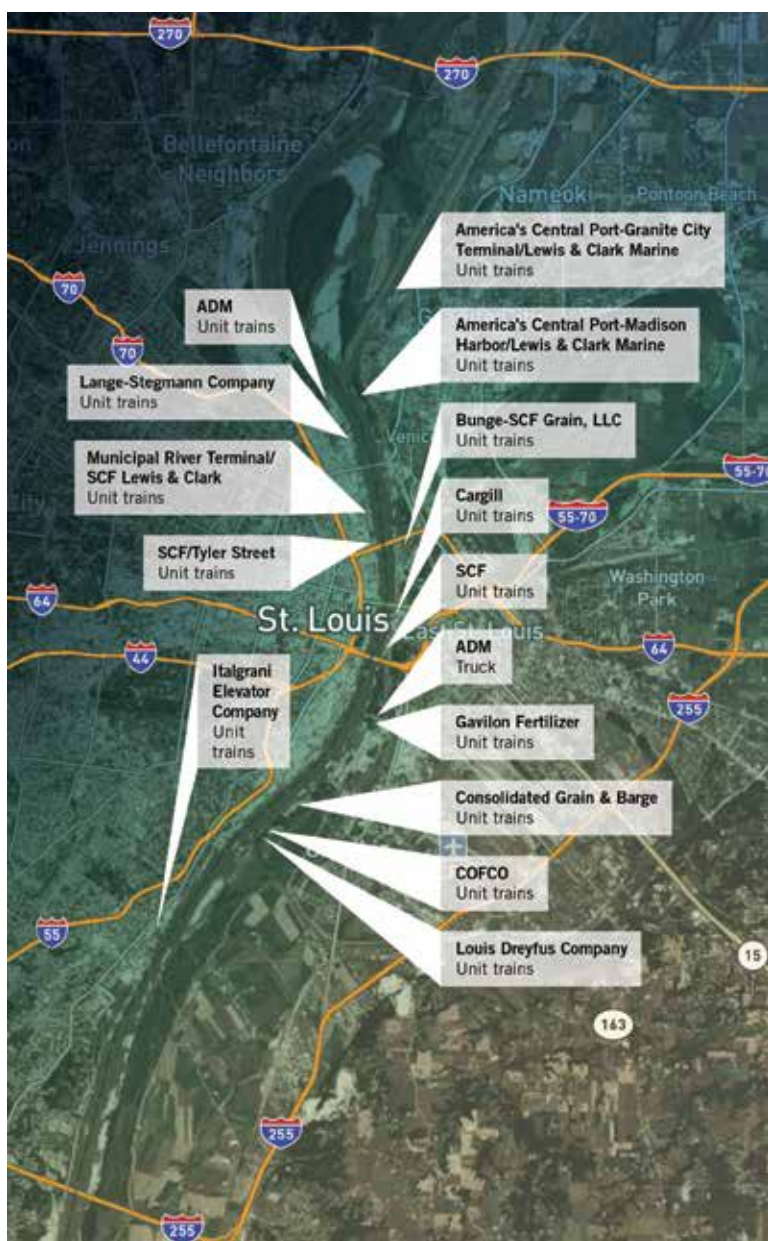 270
270
Bellefontaine
Neighbors
Nameoki
Pontoon Beach
Jennings
America's Central Port-Granite City
Terminal/Lewis & Clark Marine
Unit trains
70
ADM
Unit trains
America's Central Port-Madison
Harbor/Lewis & Clark Marine
Unit trains
70
Lange-Stegmann Company
Unit trains
Bunge-SCF Grain, LLC
Unit trains
Municipal River Terminal/
SCF Lewis & Clark
Unit trains
55-70
Cargill
Unit trains
55-70
SCF/Tyler Street
Unit trains
SCF
Unit trains
Washington
Park
64
St. Louis
East St. Louis
44
64
ADM
Truck
Italgrani
Elevator
Company
Unit
trains
255
Gavilon Fertilizer
Unit trains
Consolidated Grain & Barge
Unit trains
COFCO
Unit trains
55
Louis Dreyfus Company
Unit trains
15
163
255
255